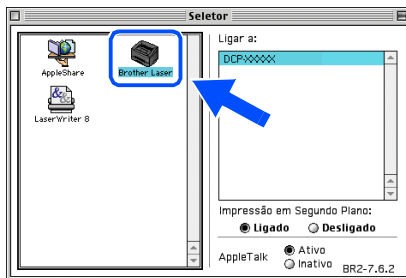 Seletor
Ligar a:
DCP-XXXX
AppleShare
Brother Laser
LaserWriter 8
Impressão em Segundo Plano:
Ligado Desligado
AppleTalk
Ativo
Inativo
BR2-7.6.2